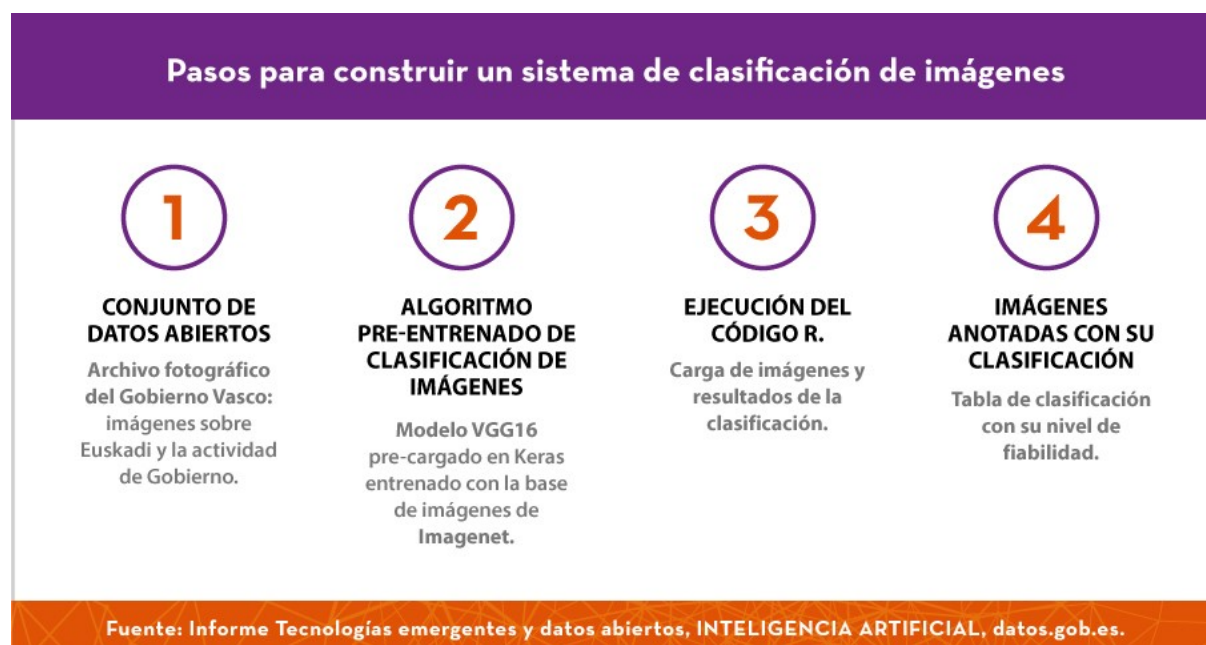 Pasos para construir un sistema de clasificación de imágenes
1
CONJUNTO DE
DATOS ABIERTOS
Archivo fotográfico
del Gobierno Vasco:
imágenes sobre
Euskadi y la actividad
de Gobierno.
2
ALGORITMO
PRE-ENTRENADO DE
CLASIFICACIÓN DE
IMÁGENES
Modelo VGG16
pre-cargado en Keras
entrenado con la base
de imágenes de
Imagenet.
3
EJECUCIÓN DEL
CÓDIGO R.
Carga de imágenes y
resultados de la
clasificación.
4
IMÁGENES
ANOTADAS CON SU
CLASIFICACIÓN
Tabla de clasificación
con su nivel de
fiabilidad.
Fuente: Informe Tecnologías emergentes y datos abiertos, INTELIGENCIA ARTIFICIAL, datos.gob.es.